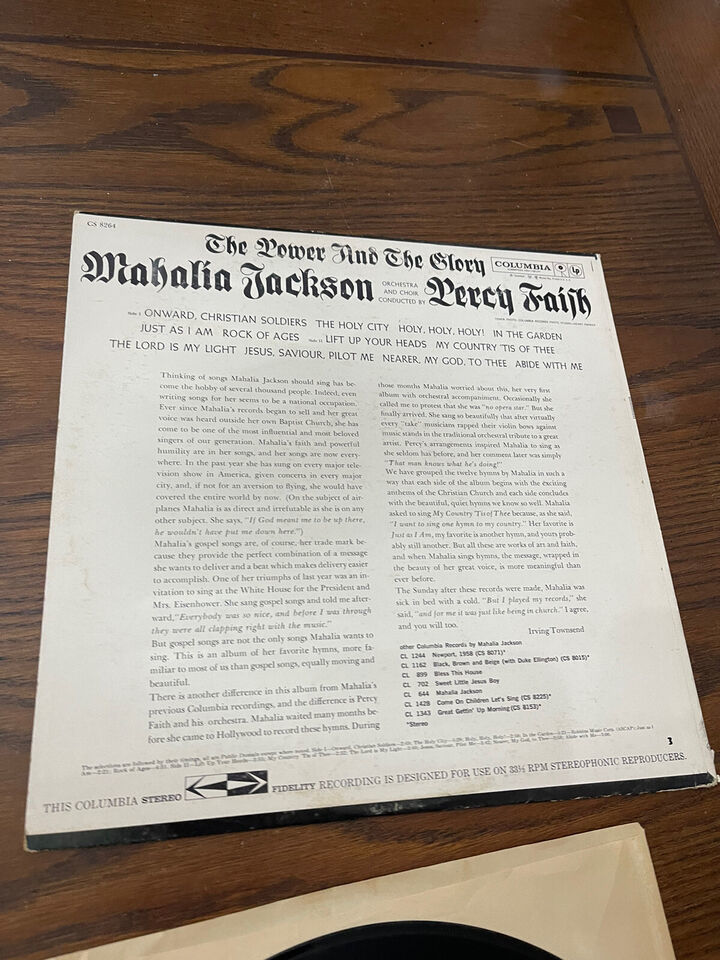 CS 8264
The Power And The Glory
COLUMBIA
Mahalia Jackson ORCHESTRA AND CHOIR CONDUCTED BY Percy Faith
Side I ONWARD, CHRISTIAN SOLDIERS THE HOLY CITY HOLY, HOLY, HOLY! IN THE GARDEN
JUST AS I AM ROCK OF AGES Side II LIFT UP YOUR HEADS MY COUNTRY 'TIS OF THEE
THE LORD IS MY LIGHT JESUS, SAVIOUR, PILOT ME NEARER, MY GOD, TO THEE ABIDE WITH ME
Thinking of songs Mahalia Jackson should sing has be-
come the hobby of several thousand people. Indeed, even
writing songs for her seems to be a national occupation.
Ever since Mahalia's records began to sell and her great
voice was heard outside her own Baptist Church, she has
come to be one of the most influential and most beloved
singers of our generation. Mahalia's faith and powerful
humility are in her songs, and her songs are now every-
where. In the past year she has sung on every major tele-
vision show in America, given concerts in every major
city, and, if not for an aversion to flying, she would have
covered the entire world by now. (On the subject of air-
planes Mahalia is as direct and irrefutable as she is on any
other subject. She says, "If God meant me to be up there,
he wouldn't have put me down here.")
Mahalia's gospel songs are, of course, her trade mark be-
cause they provide the perfect combination of a message
she wants to deliver and a beat which makes delivery easier
to accomplish. One of her triumphs of last year was an in-
vitation to sing at the White House for the President and
Mrs. Eisenhower. She sang gospel songs and told me after-
ward, "Everybody was so nice, and before I was through
they were all clapping right with the music."
But gospel songs are not the only songs Mahalia wants to
sing. This is an album of her favorite hymns, more fa-
miliar to most of us than gospel songs, equally moving and
beautiful.
There is another difference in this album from Mahalia's
previous Columbia recordings, and the difference is Percy
Faith and his orchestra. Mahalia waited many months be-
fore she came to Hollywood to record these hymns. During
those months Mahalia worried about this, her very first
album with orchestral accompaniment. Occasionally she
called me to protest that she was "no opera star." But she
finally arrived. She sang so beautifully that after virtually
every "take" musicians rapped their violin bows against
music stands in the traditional orchestral tribute to a great
artist. Percy's arrangements inspired Mahalia to sing as
she seldom has before, and her comment later was simply
"That man knows what he's doing!"
We have grouped the twelve hymns by Mahalia in such a
way that each side of the album begins with the exciting
anthems of the Christian Church and each side concludes
with the beautiful, quiet hymns we know so well. Mahalia
asked to sing My Country 'Tis of Thee because, as she said,
"I want to sing one hymn to my country." Her favorite is
Just as I Am, my favorite is another hymn, and yours prob-
ably still another. But all these are works of art and faith,
and when Mahalia sings hymns, the message, wrapped in
the beauty of her great voice, is more meaningful than
ever before.
The Sunday after these records were made, Mahalia was
sick in bed with a cold. "But I played my records," she
said, "and for me it was just like being in church." I agree,
and you will too.
Irving Townsend
other Columbia Records by Mahalia Jackson
CL 1244 Newport, 1958 (CS 8071)*
CL 1162 Black, Brown and Beige (with Duke Ellington) (CS 8015)*
CL 899 Bless This House
CL 702 Sweet Little Jesus Boy
CL 644 Mahalia Jackson
CL 1428 Come On Children Let's Sing (CS 8225)*
CL 1343 Great Gettin' Up Morning (CS 8153)*
*Stereo
3
THIS COLUMBIA STEREO FIDELITY RECORDING IS DESIGNED FOR USE ON 33⅓ RPM STEREOPHONIC REPRODUCERS.